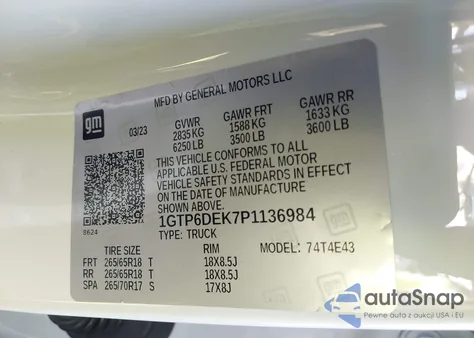 MFD BY GENERAL MOTORS LLC
gm
03/23
GVWR GAWR FRT GAWR RR
2835 KG 1588 KG 1633 KG
6250 LB 3500 LB 3600 LB
THIS VEHICLE CONFORMS TO ALL
APPLICABLE U.S. FEDERAL MOTOR
VEHICLE SAFETY STANDARDS IN EFFECT
ON THE DATE OF MANUFACTURE
SHOWN ABOVE.
1GTP6DEK7P1136984
8624
TYPE: TRUCK
TIRE SIZE RIM MODEL: 74T4E43
FRT 265/65R18 T 18X8.5J
RR 265/65R18 T 18X8.5J
SPA 265/70R17 S 17X8J
autoSnap
Pewne auta z aukcji USA i EU